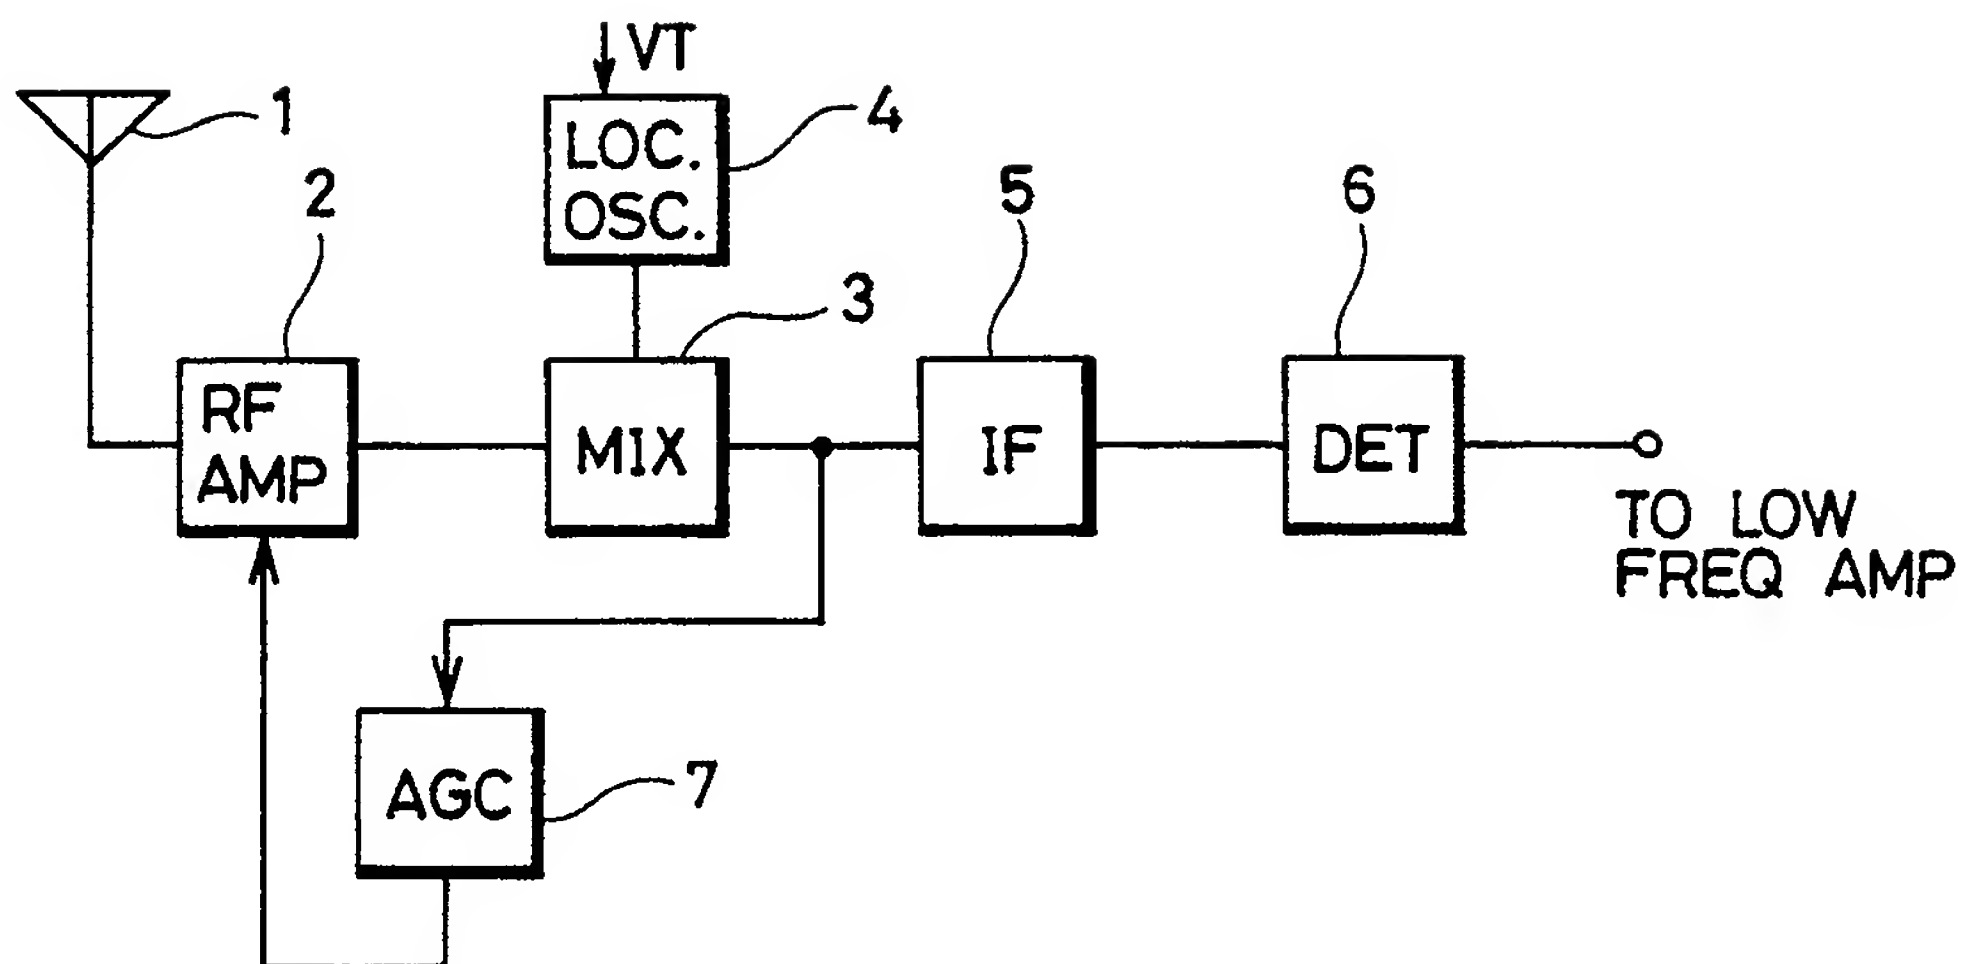 VT
1
LOC.
OSC.
4
2
5
6
3
RF
AMP
MIX
IF
DET
TO LOW
FREQ AMP
AGC
7